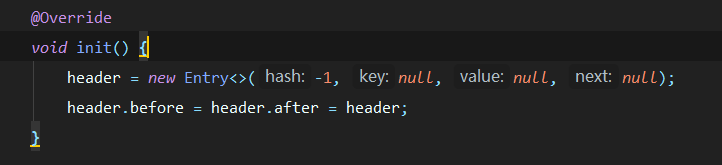 @Override
void init() {
header = new Entry<>( hash: -1, key: null, value: null, next: null);
header.before = header.after = header;
}